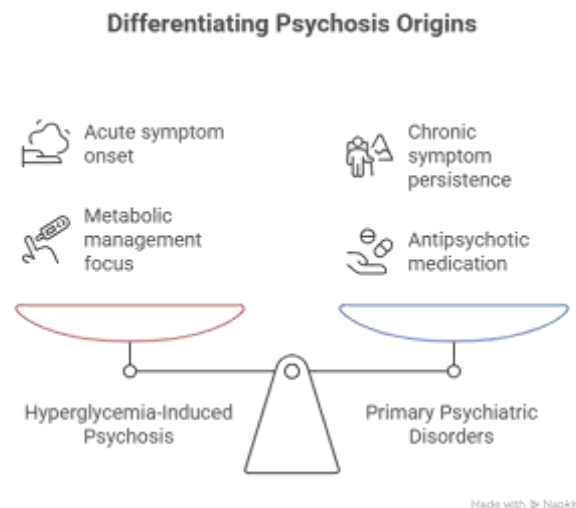 Differentiating Psychosis Origins
Acute symptom
onset
Metabolic
management
focus
Chronic
symptom
persistence
Antipsychotic
medication
Hyperglycemia-Induced
Psychosis
Primary Psychiatric
Disorders
Made with Napkin